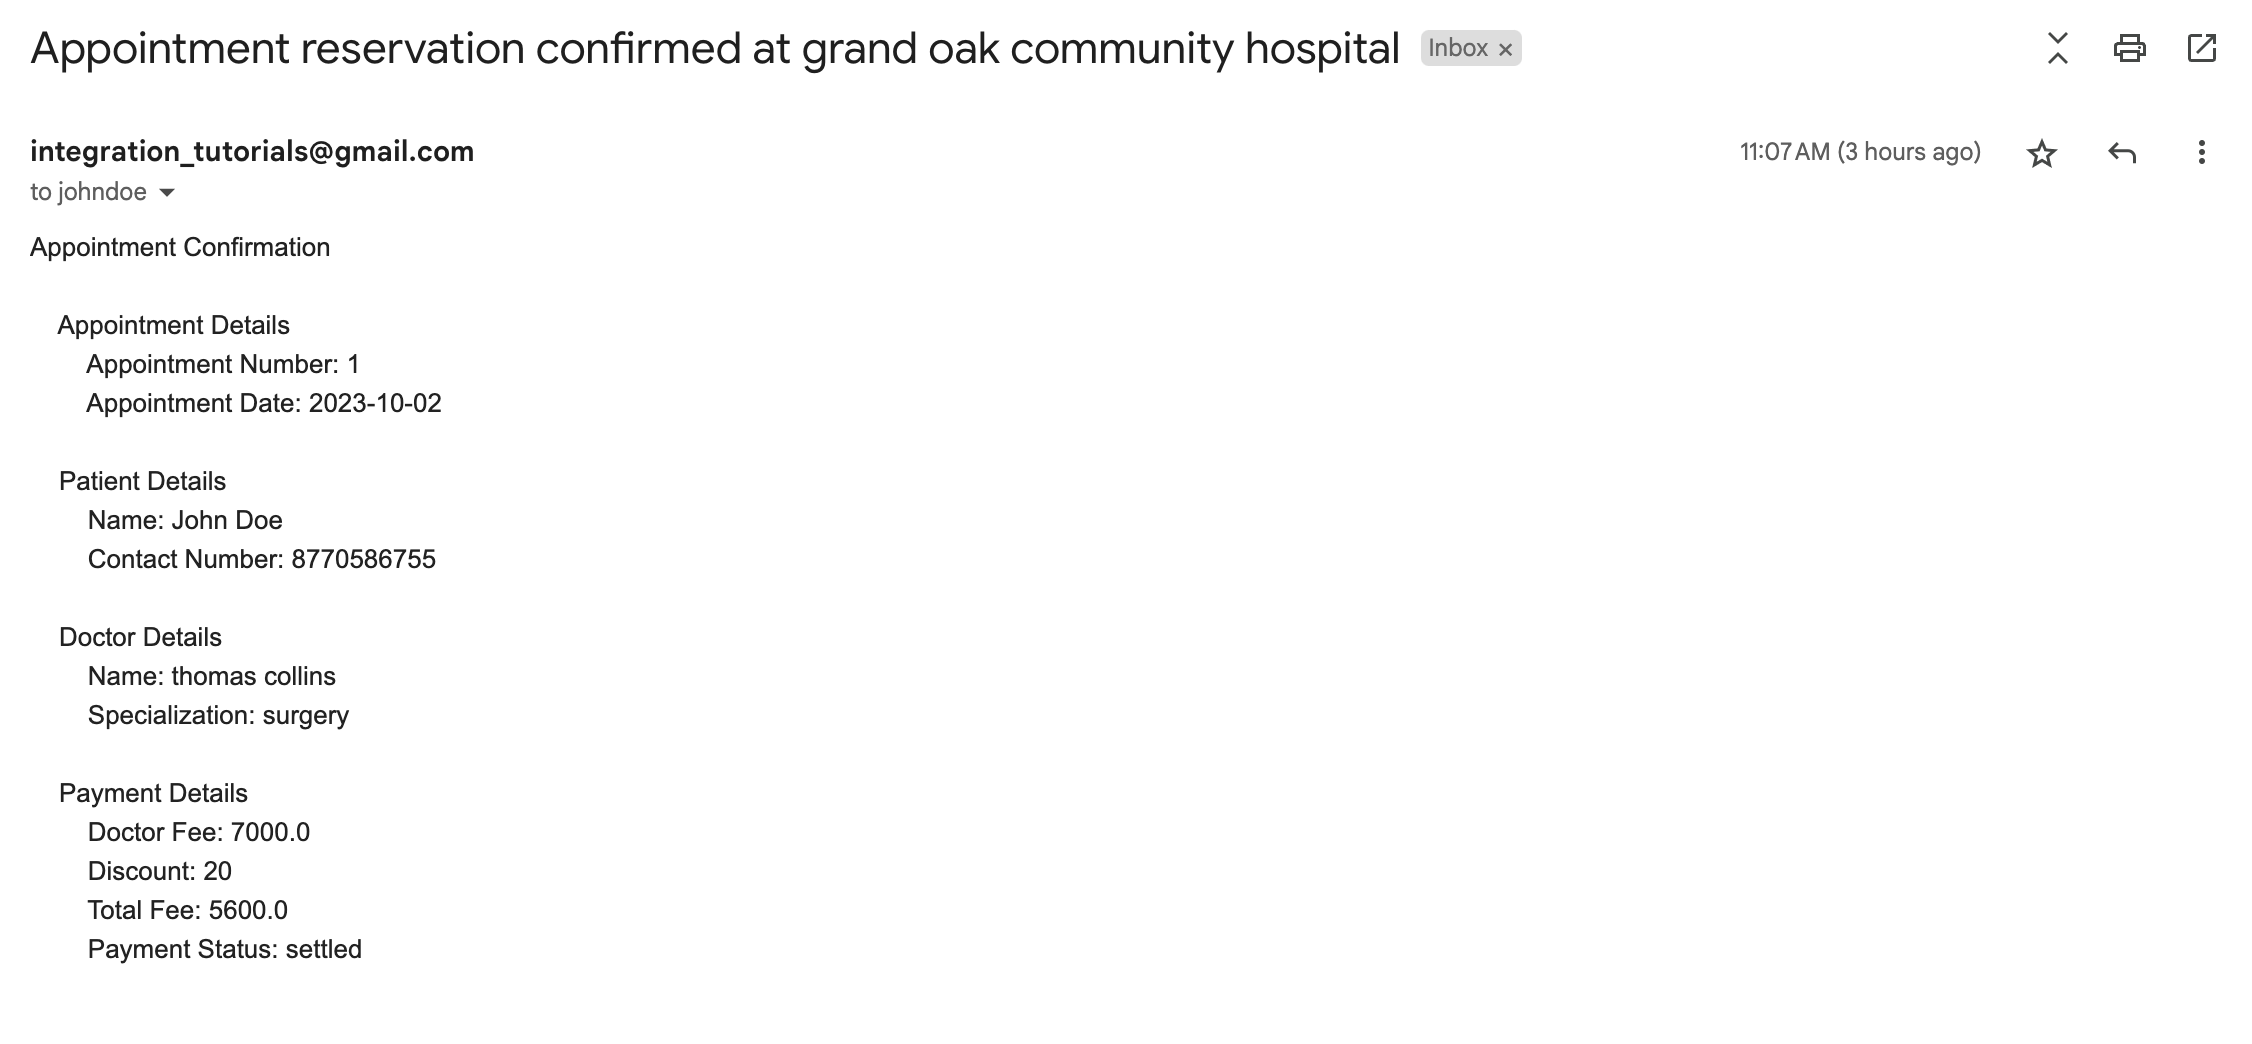 Appointment reservation confirmed at grand oak community hospital Inbox ×
integration_tutorials@gmail.com 11:07 AM (3 hours ago)
to johndoe
Appointment Confirmation
Appointment Details
Appointment Number: 1
Appointment Date: 2023-10-02
Patient Details
Name: John Doe
Contact Number: 8770586755
Doctor Details
Name: thomas collins
Specialization: surgery
Payment Details
Doctor Fee: 7000.0
Discount: 20
Total Fee: 5600.0
Payment Status: settled